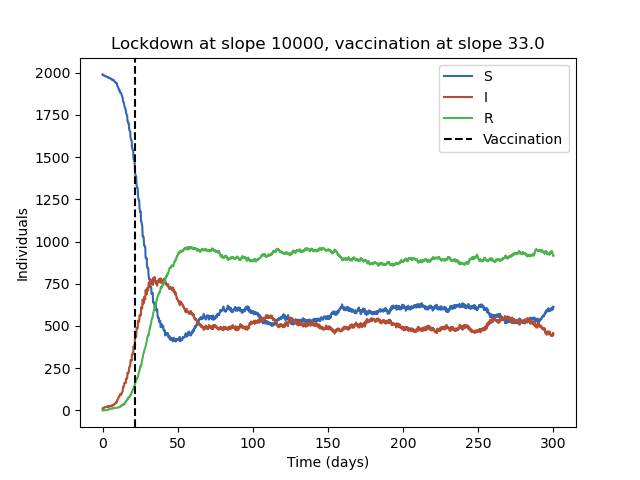 Lockdown at slope 10000, vaccination at slope 33.0
2000
1750
1500
1250
1000
750
500
250
0
Individuals
S
I
R
Vaccination
0 50 100 150 200 250 300
Time (days)